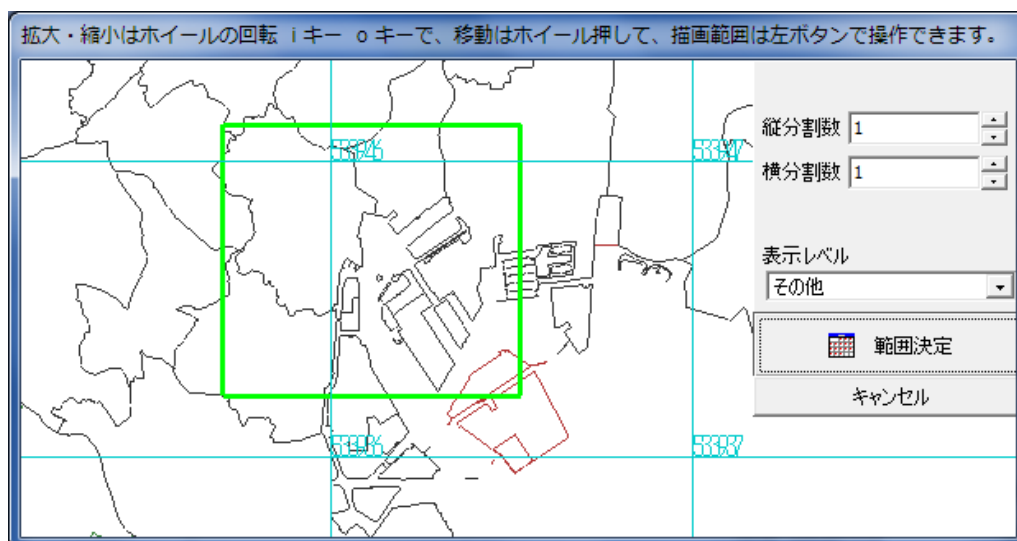 拡大・縮小はホイールの回転 iキー oキーで、移動はホイール押して、描画範囲は左ボタンで操作できます。
縦分割数 1
横分割数 1
表示レベル
その他
範囲決定
キャンセル
533946
533947
533936
533937